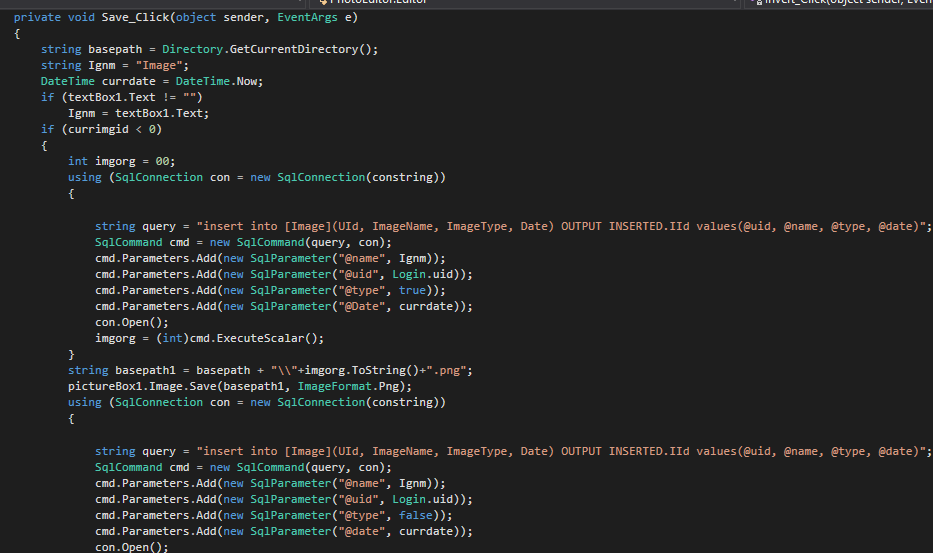 PhotoEditor.Editor
Invert_Click(object sender, Even
private void Save_Click(object sender, EventArgs e)
{
string basepath = Directory.GetCurrentDirectory();
string Ignm = "Image";
DateTime currdate = DateTime.Now;
if (textBox1.Text != "")
Ignm = textBox1.Text;
if (currimgid < 0)
{
int imgorg = 00;
using (SqlConnection con = new SqlConnection(constring))
{
string query = "insert into [Image](UId, ImageName, ImageType, Date) OUTPUT INSERTED.IId values(@uid, @name, @type, @date)";
SqlCommand cmd = new SqlCommand(query, con);
cmd.Parameters.Add(new SqlParameter("@name", Ignm));
cmd.Parameters.Add(new SqlParameter("@uid", Login.uid));
cmd.Parameters.Add(new SqlParameter("@type", true));
cmd.Parameters.Add(new SqlParameter("@Date", currdate));
con.Open();
imgorg = (int)cmd.ExecuteScalar();
}
string basepath1 = basepath + "\\"+imgorg.ToString()+".png";
pictureBox1.Image.Save(basepath1, ImageFormat.Png);
using (SqlConnection con = new SqlConnection(constring))
{
string query = "insert into [Image](UId, ImageName, ImageType, Date) OUTPUT INSERTED.IId values(@uid, @name, @type, @date)";
SqlCommand cmd = new SqlCommand(query, con);
cmd.Parameters.Add(new SqlParameter("@name", Ignm));
cmd.Parameters.Add(new SqlParameter("@uid", Login.uid));
cmd.Parameters.Add(new SqlParameter("@type", false));
cmd.Parameters.Add(new SqlParameter("@date", currdate));
con.Open();